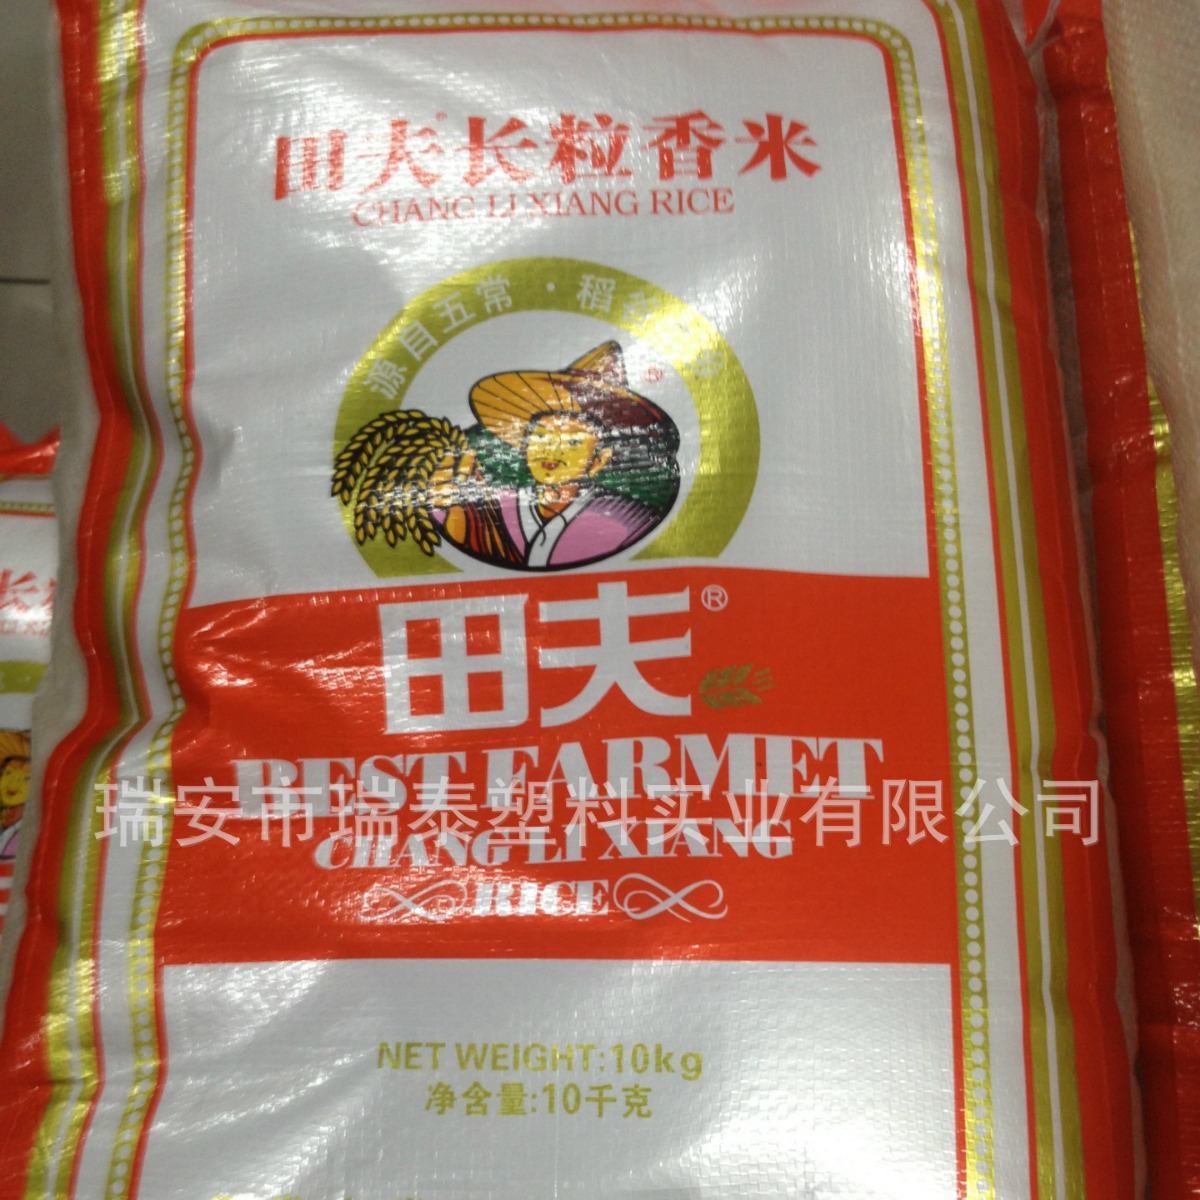 田夫长粒香米
CHANG LI XIANG RICE
源自五常·稻
®
田夫®
BEST FARMET
瑞安市瑞泰塑料实业有限公司
CHANG LI XIANG
RICE
NET WEIGHT:10kg
净含量:10千克
长